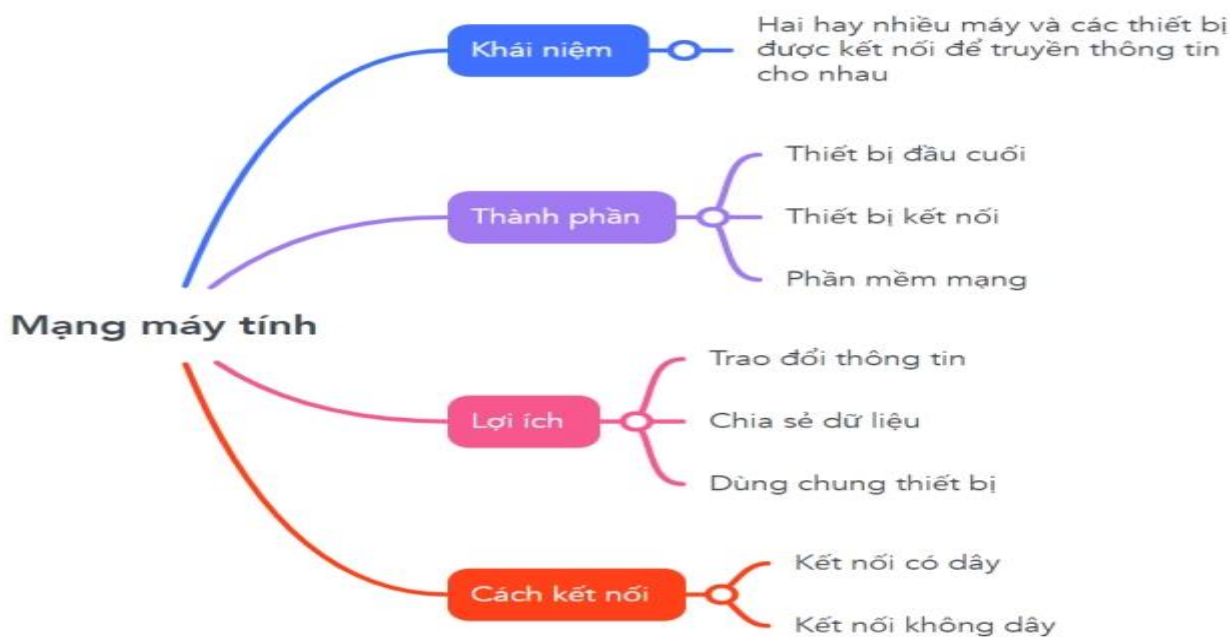 Mạng máy tính
Khái niệm
Hai hay nhiều máy và các thiết bị
được kết nối để truyền thông tin
cho nhau
Thành phần
Thiết bị đầu cuối
Thiết bị kết nối
Phần mềm mạng
Lợi ích
Trao đổi thông tin
Chia sẻ dữ liệu
Dùng chung thiết bị
Cách kết nối
Kết nối có dây
Kết nối không dây